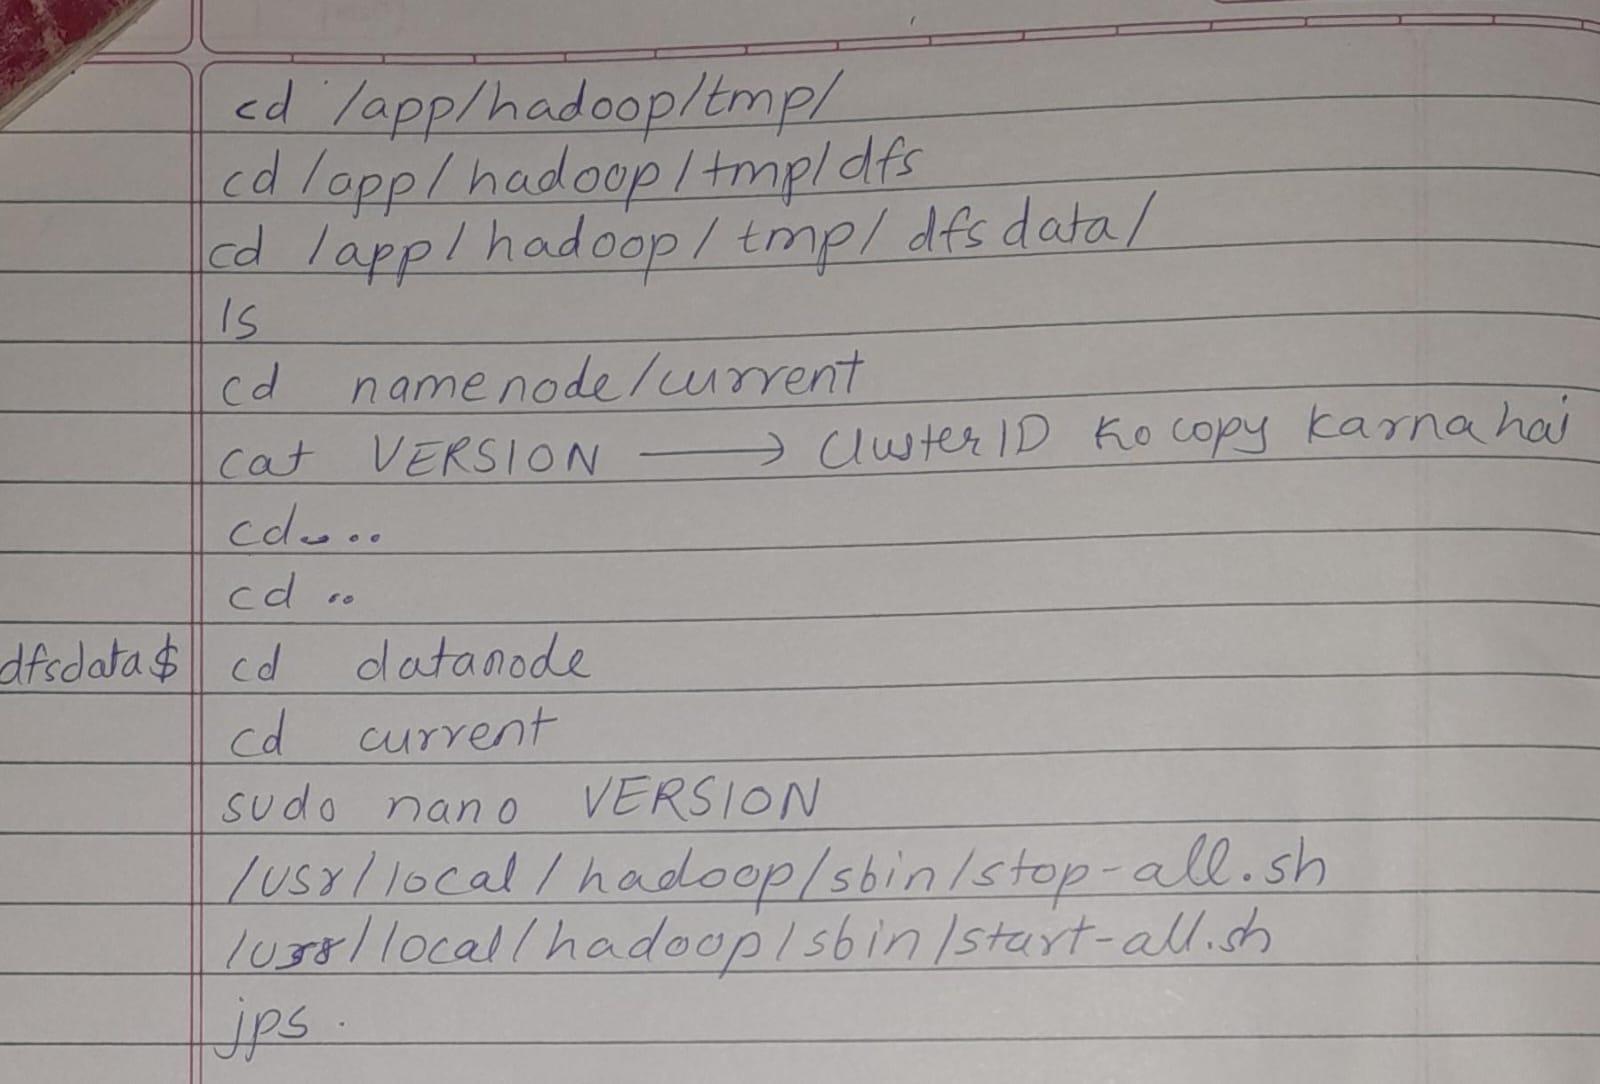 cd /app/hadoop/tmp/
cd /app/hadoop/tmp/dfs
cd /app/hadoop/tmp/dfsdata/
ls
cd namenode/current
cat VERSION → ClusterID ko copy karna hai
cd ..
cd ..
dfsdata$ cd datanode
cd current
sudo nano VERSION
/usr/local/hadoop/sbin/stop-all.sh
/usr/local/hadoop/sbin/start-all.sh
jps.